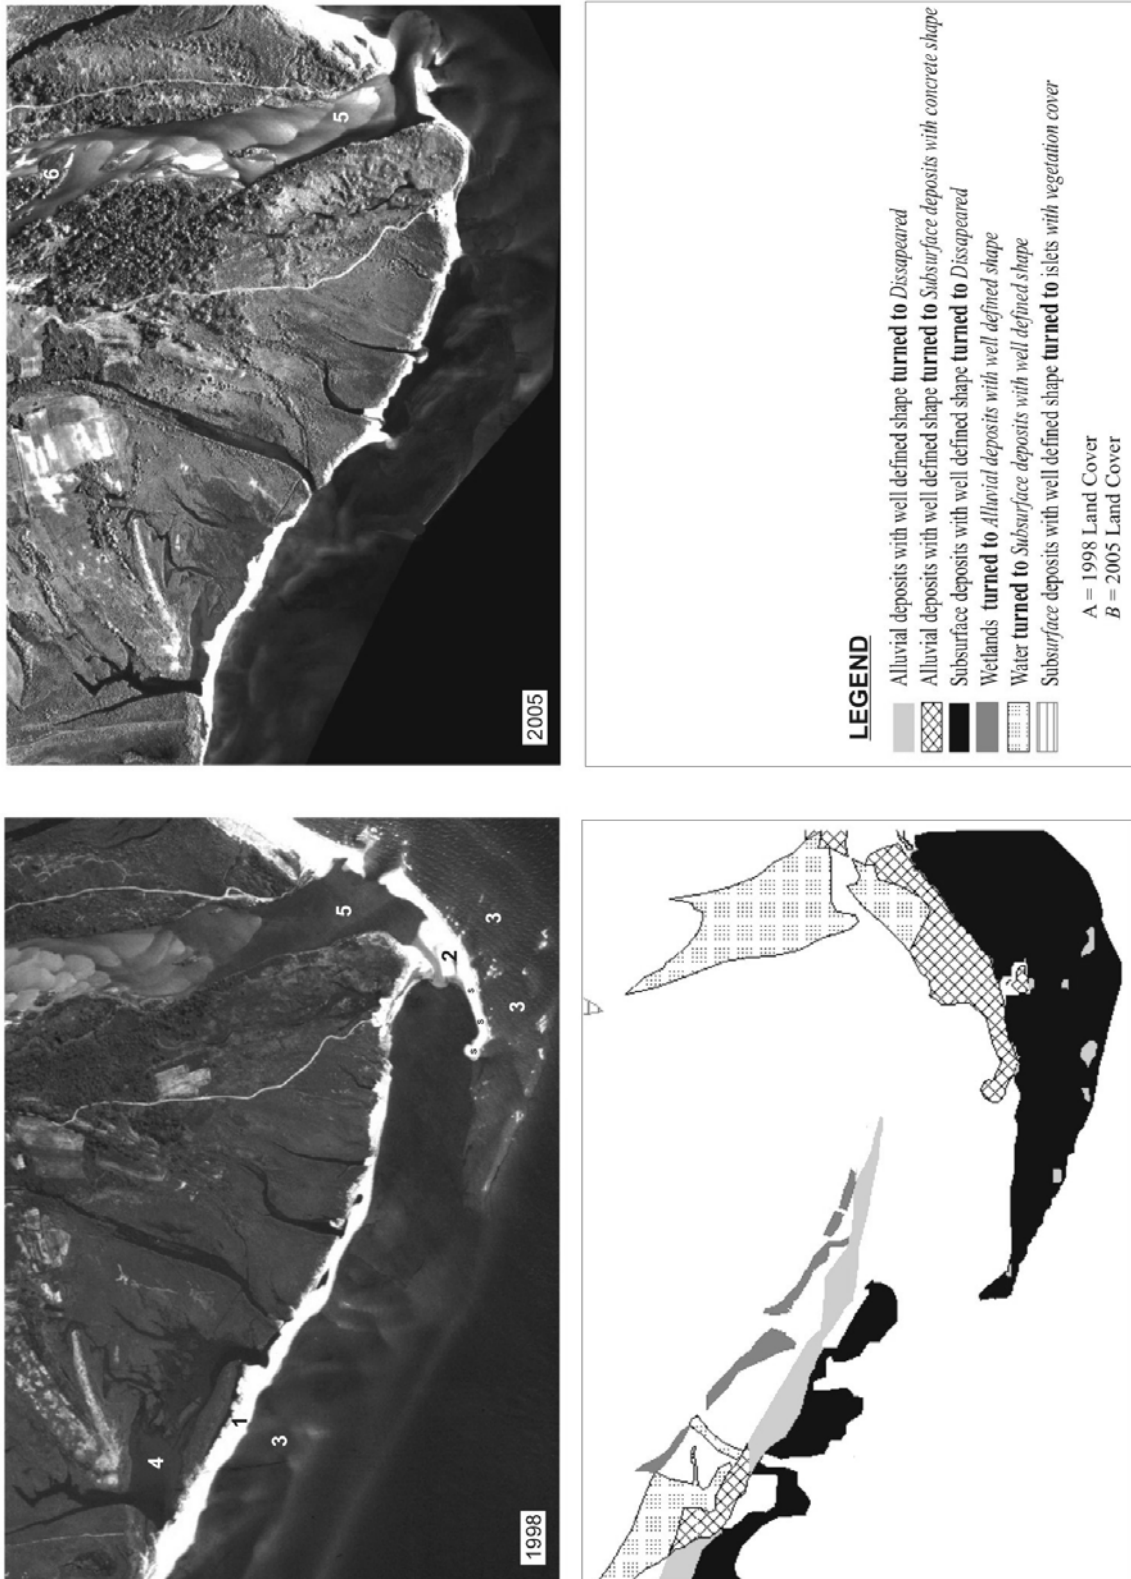 4
1
3
5
2
s
s
s
3
3
1998
6
5
2005
LEGEND
Alluvial deposits with well defined shape turned to Dissapeared
Alluvial deposits with well defined shape turned to Subsurface deposits with concrete shape
Subsurface deposits with well defined shape turned to Dissapeared
Wetlands turned to Alluvial deposits with well defined shape
Water turned to Subsurface deposits with well defined shape
Subsurface deposits with well defined shape turned to islets with vegetation cover
A = 1998 Land Cover
B = 2005 Land Cover